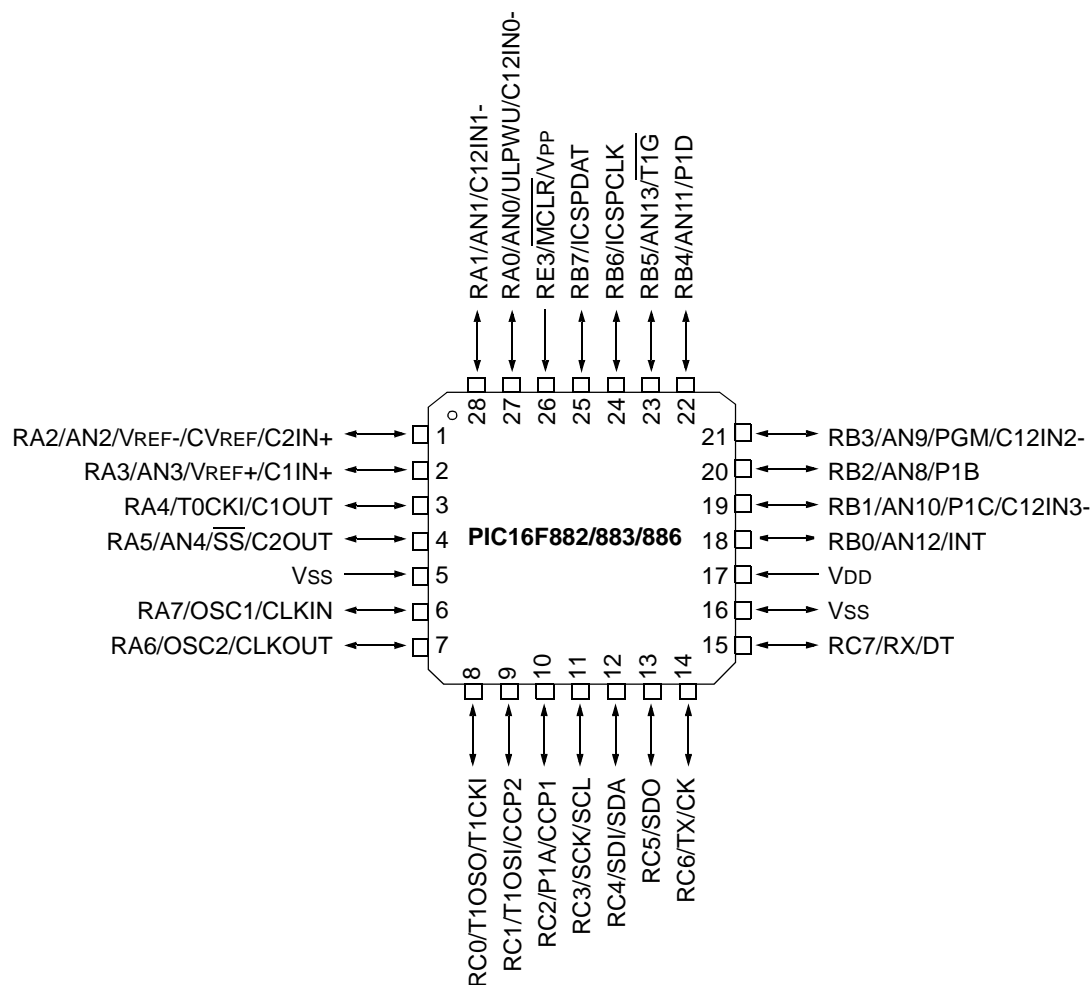 RA1/AN1/C12IN1-
RA0/AN0/ULPWU/C12IN0-
RE3/M̅C̅L̅R̅/VPP
RB7/ICSPDAT
RB6/ICSPCLK
RB5/AN13/T̅1̅G̅
RB4/AN11/P1D
28
27
26
25
24
23
22
RA2/AN2/VREF-/CVREF/C2IN+
1
RA3/AN3/VREF+/C1IN+
2
RA4/T0CKI/C1OUT
3
RA5/AN4/S̅S̅/C2OUT
4
VSS
5
RA7/OSC1/CLKIN
6
RA6/OSC2/CLKOUT
7
PIC16F882/883/886
21
RB3/AN9/PGM/C12IN2-
20
RB2/AN8/P1B
19
RB1/AN10/P1C/C12IN3-
18
RB0/AN12/INT
17
VDD
16
VSS
15
RC7/RX/DT
8
9
10
11
12
13
14
RC0/T1OSO/T1CKI
RC1/T1OSI/CCP2
RC2/P1A/CCP1
RC3/SCK/SCL
RC4/SDI/SDA
RC5/SDO
RC6/TX/CK